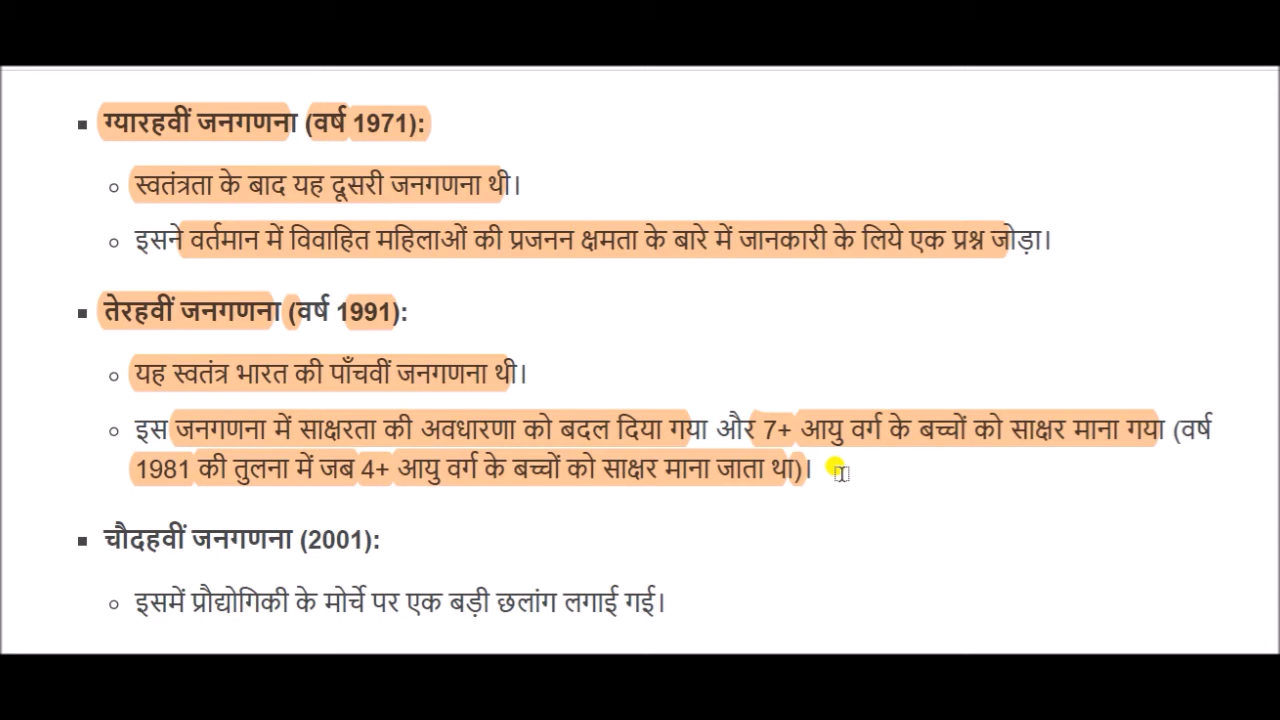 ग्यारहवीं जनगणना (वर्ष 1971):
स्वतंत्रता के बाद यह दूसरी जनगणना थी।
इसने वर्तमान में विवाहित महिलाओं की प्रजनन क्षमता के बारे में जानकारी के लिये एक प्रश्न जोड़ा।
तेरहवीं जनगणना (वर्ष 1991):
यह स्वतंत्र भारत की पाँचवीं जनगणना थी।
इस जनगणना में साक्षरता की अवधारणा को बदल दिया गया और 7+ आयु वर्ग के बच्चों को साक्षर माना गया (वर्ष
1981 की तुलना में जब 4+ आयु वर्ग के बच्चों को साक्षर माना जाता था)।
चौदहवीं जनगणना (2001):
इसमें प्रौद्योगिकी के मोर्चे पर एक बड़ी छलांग लगाई गई।